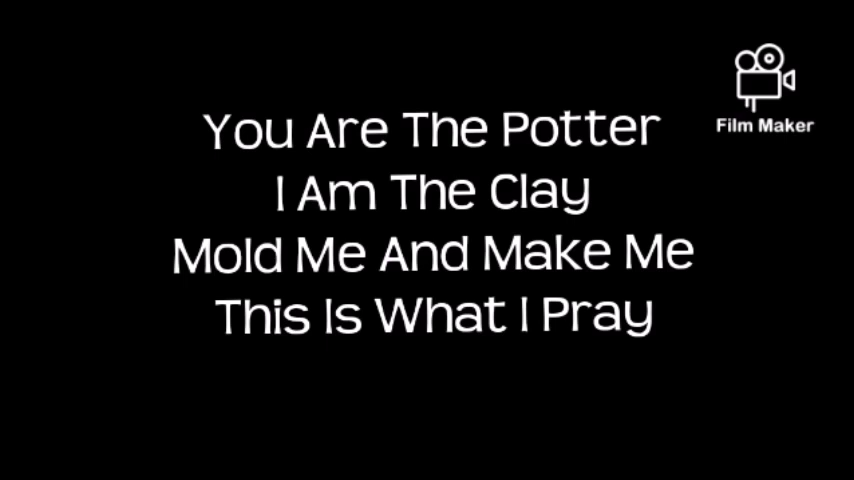 Film Maker
You Are The Potter
I Am The Clay
Mold Me And Make Me
This Is What I Pray